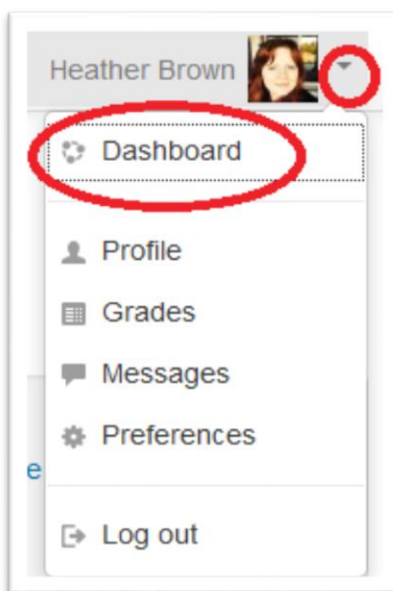 Heather Brown
Dashboard
Profile
Grades
Messages
Preferences
e
Log out